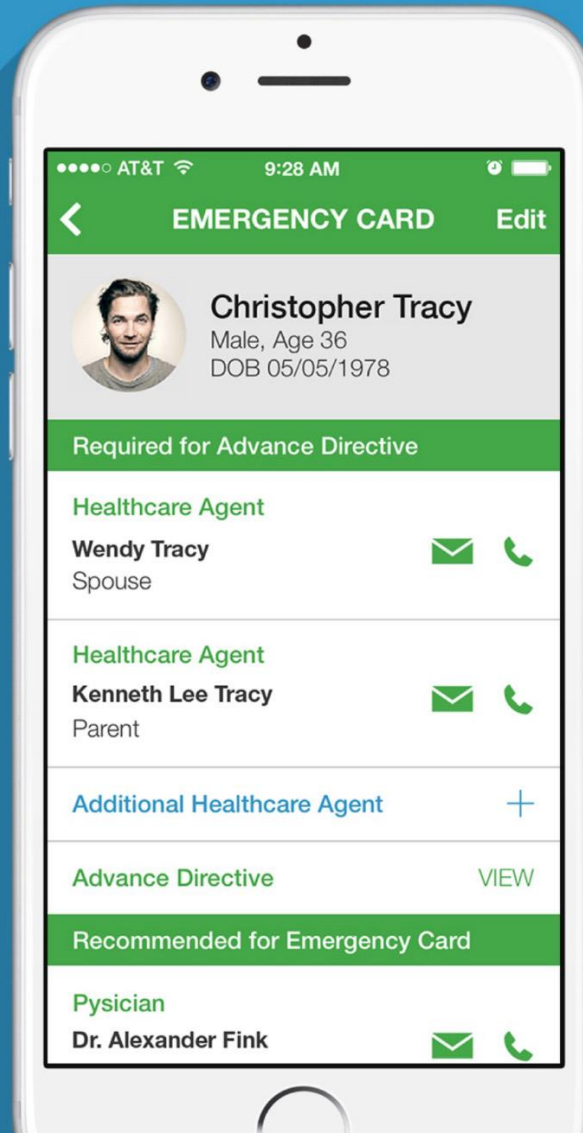 AT&T 9:28 AM
EMERGENCY CARD Edit
Christopher Tracy
Male, Age 36
DOB 05/05/1978
Required for Advance Directive
Healthcare Agent
Wendy Tracy
Spouse
Healthcare Agent
Kenneth Lee Tracy
Parent
Additional Healthcare Agent
Advance Directive VIEW
Recommended for Emergency Card
Pysician
Dr. Alexander Fink